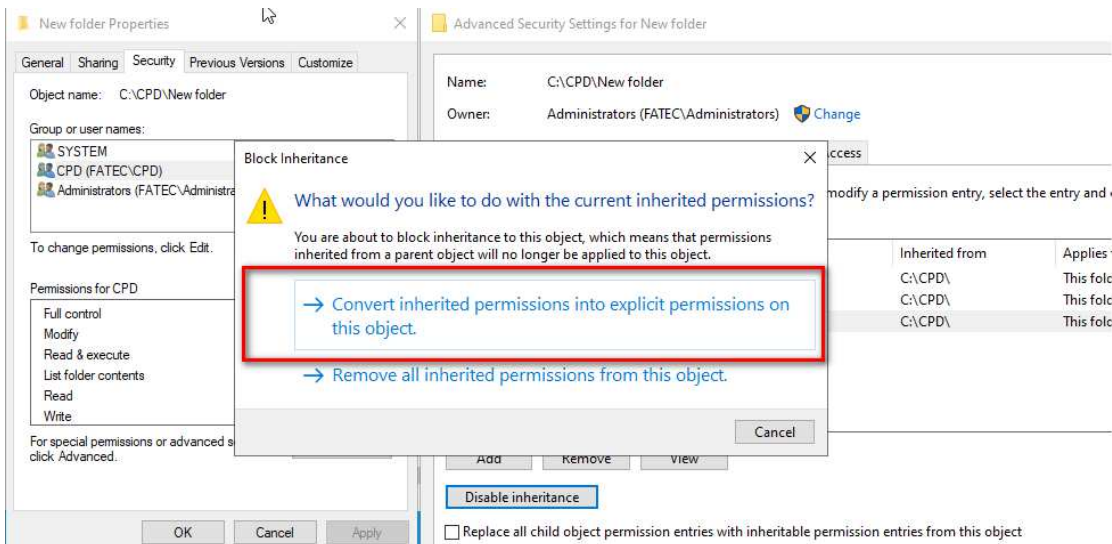 New folder Properties
General Sharing Security Previous Versions Customize
Object name: C:\CPD\New folder
Group or user names:
SYSTEM
CPD (FATEC\CPD)
Administrators (FATEC\Administra
To change permissions, click Edit.
Permissions for CPD
Full control
Modify
Read & execute
List folder contents
Read
Write
For special permissions or advanced s
click Advanced.
OK Cancel Apply
Block Inheritance
What would you like to do with the current inherited permissions?
You are about to block inheritance to this object, which means that permissions
inherited from a parent object will no longer be applied to this object.
Convert inherited permissions into explicit permissions on
this object.
Remove all inherited permissions from this object.
Cancel
Advanced Security Settings for New folder
Name: C:\CPD\New folder
Owner: Administrators (FATEC\Administrators) Change
Access
modify a permission entry, select the entry and
Inherited from Applies
C:\CPD\ This fold
C:\CPD\ This fold
C:\CPD\ This fold
Add Remove View
Disable inheritance
Replace all child object permission entries with inheritable permission entries from this object